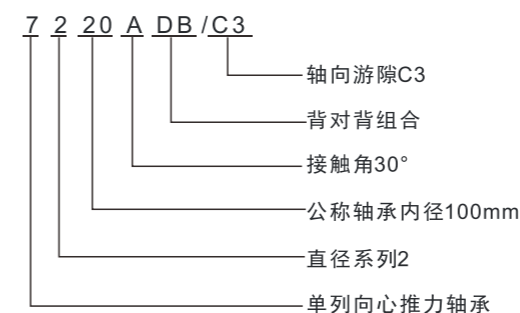 7 2 20 A DB/C3
轴向游隙C3
背对背组合
接触角30°
公称轴承内径100mm
直径系列2
单列向心推力轴承